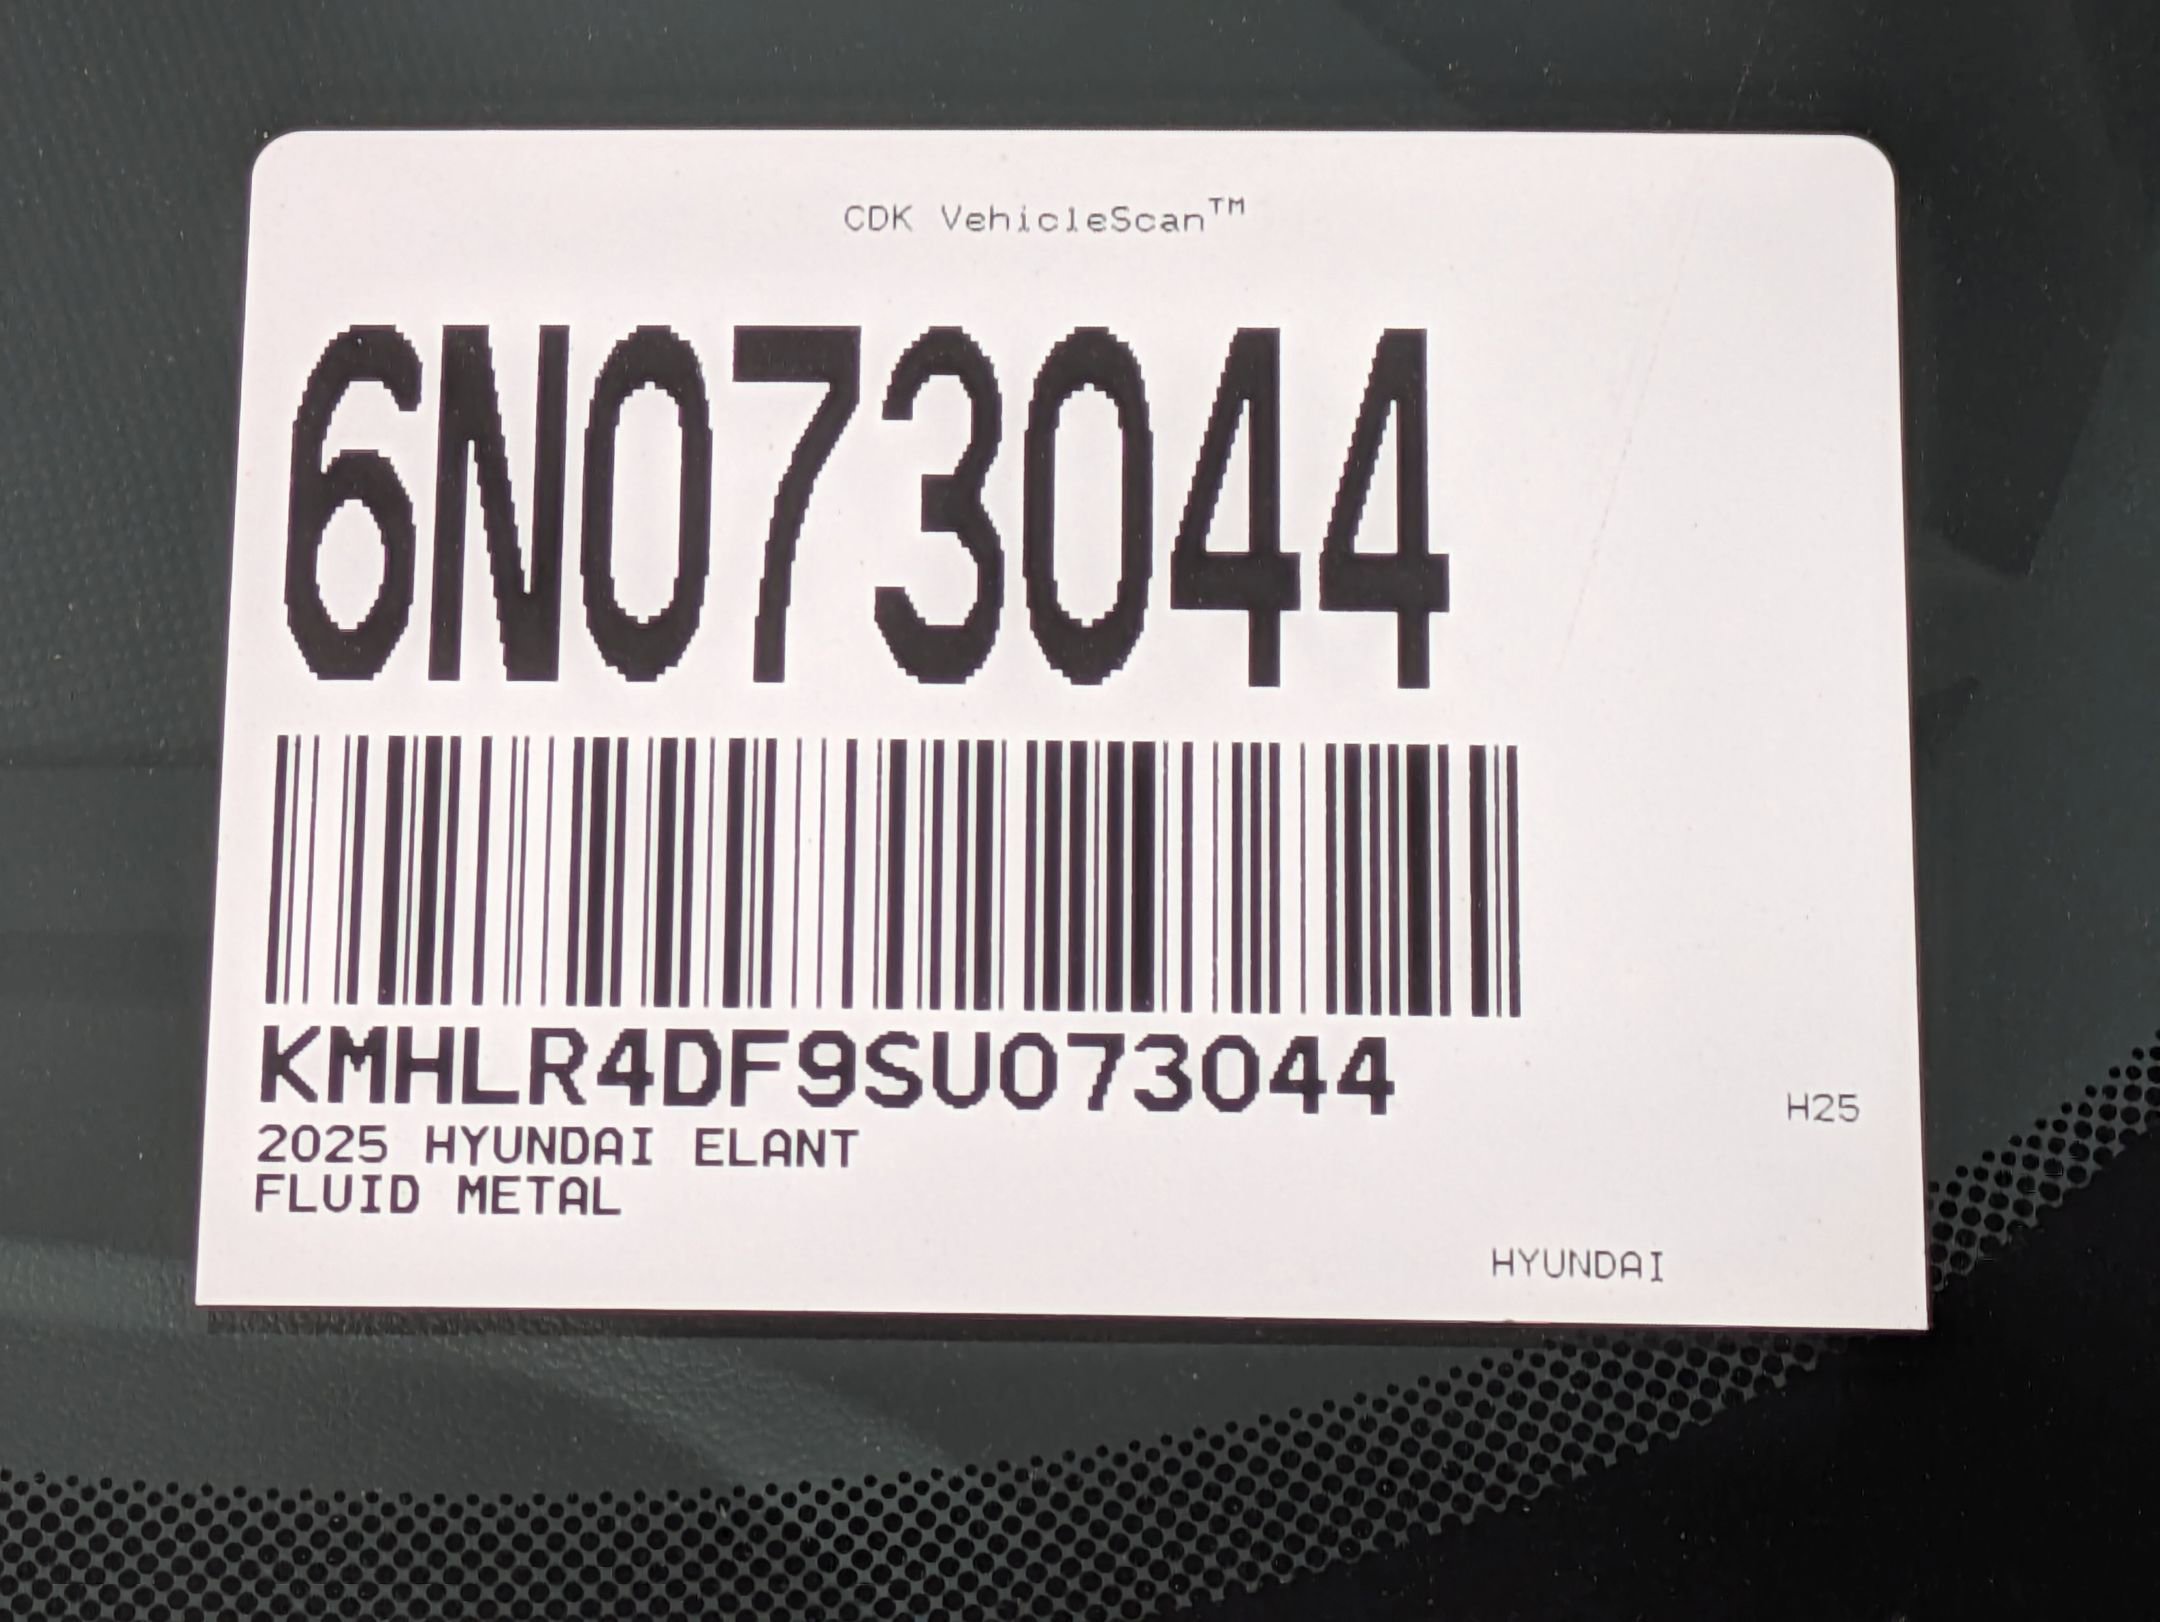 CDK VehicleScan™
6N073044
KMHLR4DF9SU073044
2025 HYUNDAI ELANT
H25
FLUID METAL
HYUNDAI